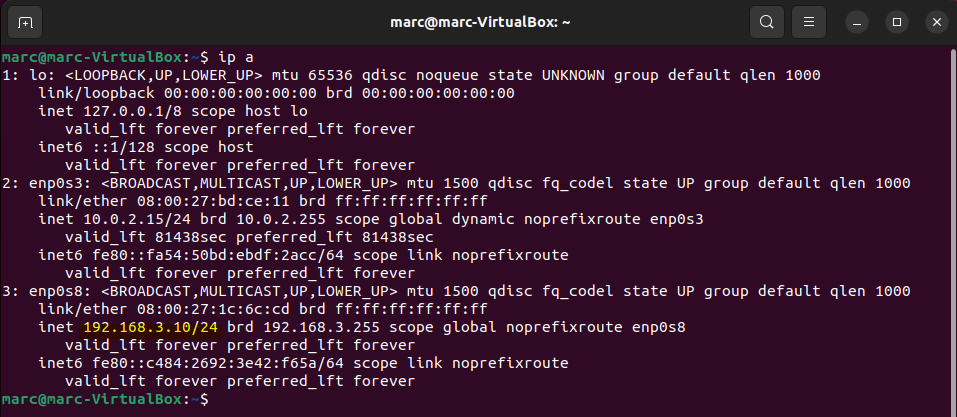 marc@marc-VirtualBox: ~
marc@marc-VirtualBox:~$ ip a
1: lo: <LOOPBACK,UP,LOWER_UP> mtu 65536 qdisc noqueue state UNKNOWN group default qlen 1000
    link/loopback 00:00:00:00:00:00 brd 00:00:00:00:00:00
    inet 127.0.0.1/8 scope host lo
       valid_lft forever preferred_lft forever
    inet6 ::1/128 scope host
       valid_lft forever preferred_lft forever
2: enp0s3: <BROADCAST,MULTICAST,UP,LOWER_UP> mtu 1500 qdisc fq_codel state UP group default qlen 1000
    link/ether 08:00:27:bd:ce:11 brd ff:ff:ff:ff:ff:ff
    inet 10.0.2.15/24 brd 10.0.2.255 scope global dynamic noprefixroute enp0s3
       valid_lft 81438sec preferred_lft 81438sec
    inet6 fe80::fa54:50bd:ebdf:2acc/64 scope link noprefixroute
       valid_lft forever preferred_lft forever
3: enp0s8: <BROADCAST,MULTICAST,UP,LOWER_UP> mtu 1500 qdisc fq_codel state UP group default qlen 1000
    link/ether 08:00:27:1c:6c:cd brd ff:ff:ff:ff:ff:ff
    inet 192.168.3.10/24 brd 192.168.3.255 scope global noprefixroute enp0s8
       valid_lft forever preferred_lft forever
    inet6 fe80::c484:2692:3e42:f65a/64 scope link noprefixroute
       valid_lft forever preferred_lft forever
marc@marc-VirtualBox:~$